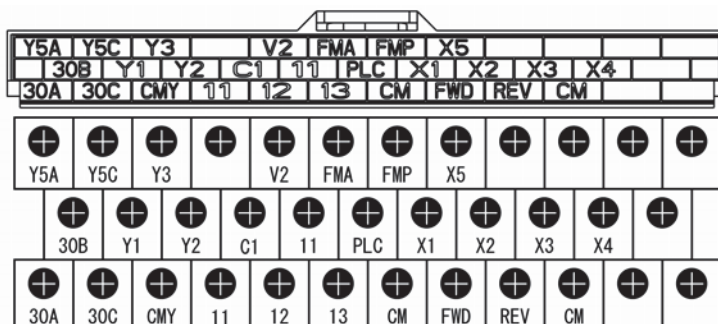 Y5A Y5C Y3 V2 FMA FMP X5
30B Y1 Y2 C1 11 PLC X1 X2 X3 X4
30A 30C CMY 11 12 13 CM FWD REV CM
Y5A Y5C Y3 V2 FMA FMP X5
30B Y1 Y2 C1 11 PLC X1 X2 X3 X4
30A 30C CMY 11 12 13 CM FWD REV CM